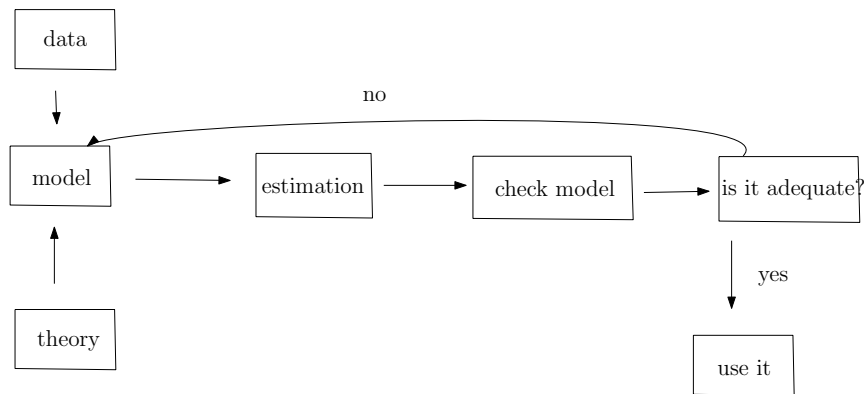 data
no
model
estimation
check model
is it adequate?
yes
theory
use it